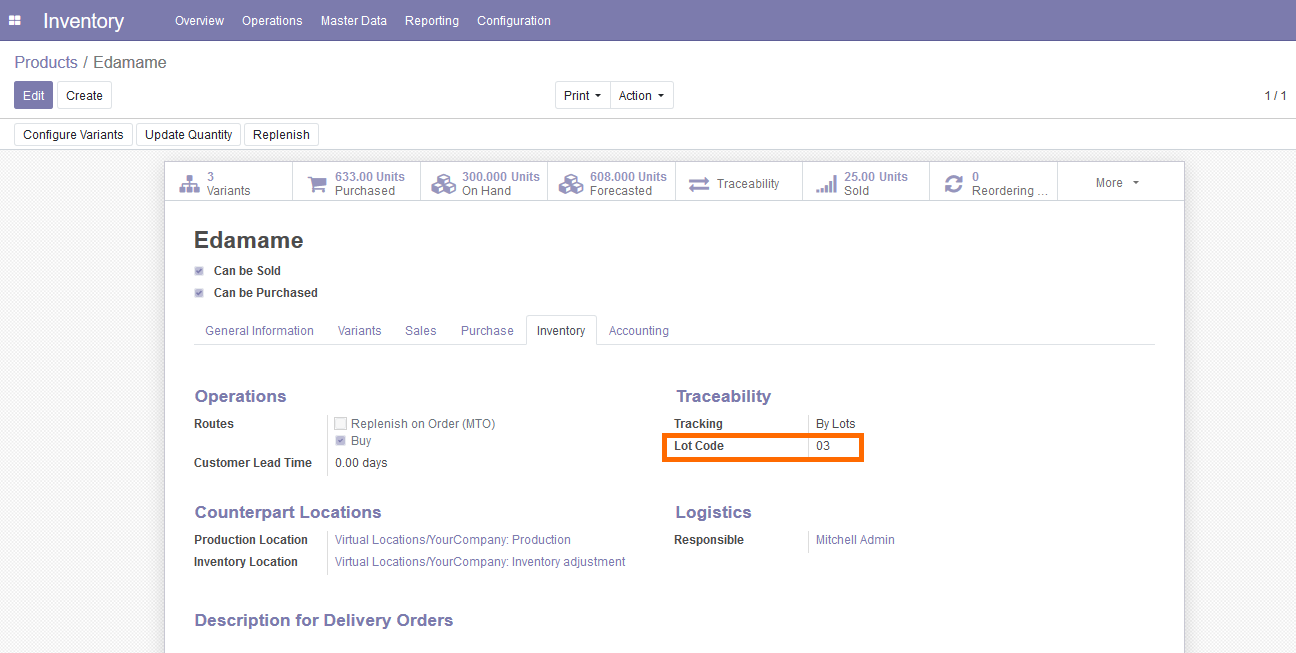 Inventory Overview Operations Master Data Reporting Configuration
Products / Edamame
Edit Create Print Action 1 / 1
Configure Variants Update Quantity Replenish
3 Variants
633.00 Units Purchased
300.000 Units On Hand
608.000 Units Forecasted
Traceability
25.00 Units Sold
0 Reordering ...
More
Edamame
Can be Sold
Can be Purchased
General Information Variants Sales Purchase Inventory Accounting
Operations
Routes Replenish on Order (MTO)
Buy
Customer Lead Time 0.00 days
Traceability
Tracking By Lots
Lot Code 03
Counterpart Locations
Production Location Virtual Locations/YourCompany: Production
Inventory Location Virtual Locations/YourCompany: Inventory adjustment
Logistics
Responsible Mitchell Admin
Description for Delivery Orders